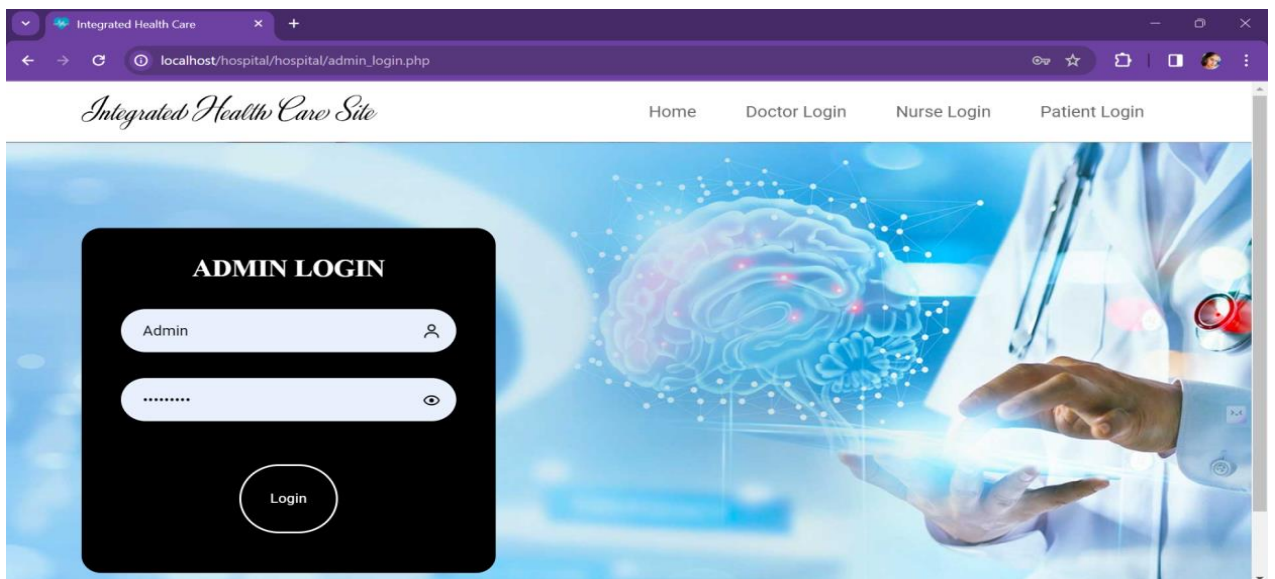 Integrated Health Care
localhost/hospital/hospital/admin_login.php
Integrated Health Care Site
Home Doctor Login Nurse Login Patient Login
ADMIN LOGIN
Admin
•••••••••
Login